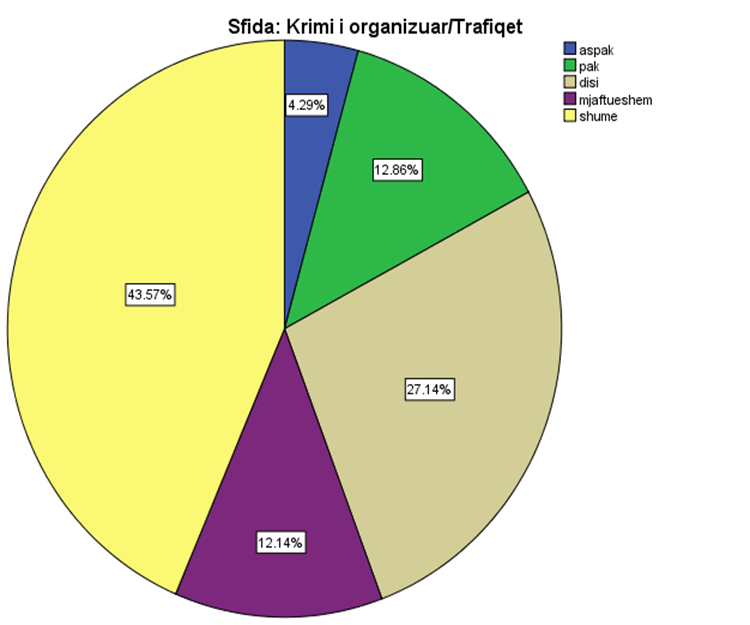 Sfida: Krimi i organizuar/Trafiqet
aspak
pak
disi
mjaftueshem
shume
4.29%
12.86%
43.57%
27.14%
12.14%